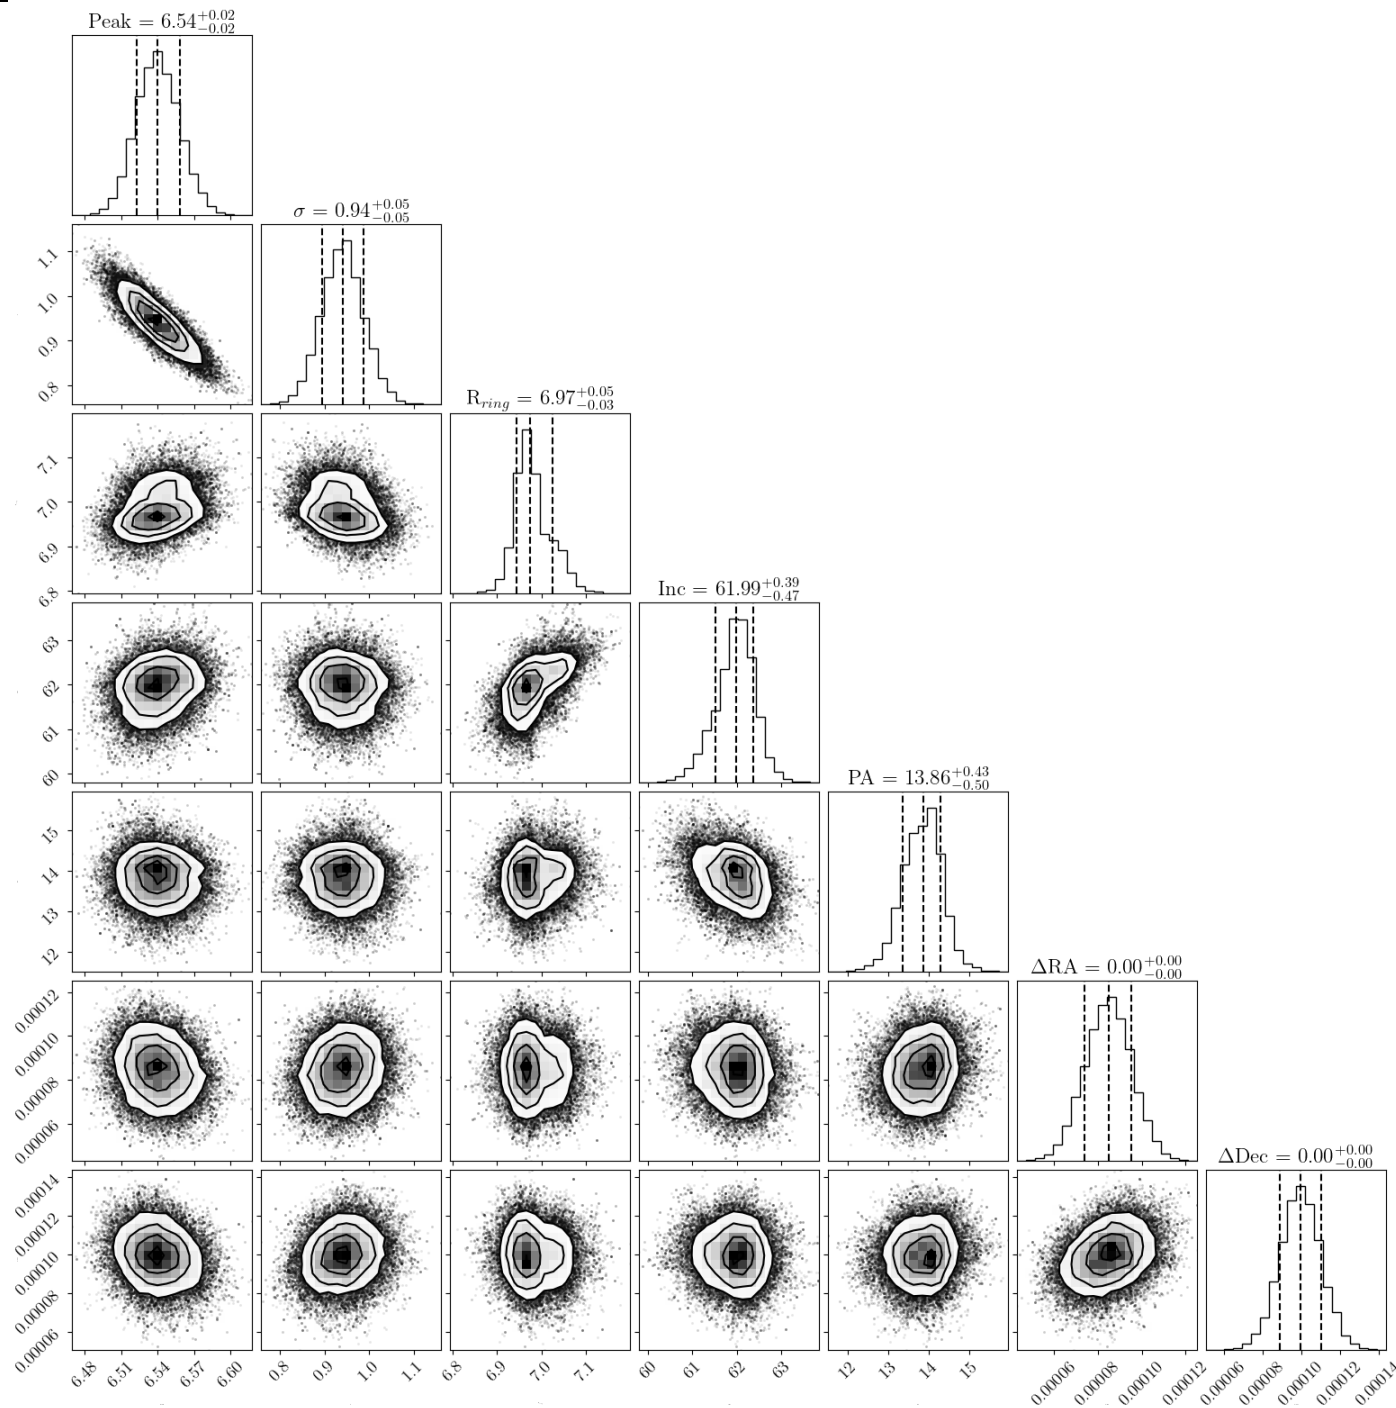 Peak = 6.54+0.02 −0.02
σ = 0.94+0.05 −0.05
R_ring = 6.97+0.05 −0.03
Inc = 61.99+0.39 −0.47
PA = 13.86+0.43 −0.50
ΔRA = 0.00+0.00 −0.00
ΔDec = 0.00+0.00 −0.00
1.1
1.0
0.9
0.8
7.1
7.0
6.9
6.8
63
62
61
60
15
14
13
12
0.00012
0.00010
0.00008
0.00006
0.00014
0.00012
0.00010
0.00008
0.00006
6.48 6.51 6.54 6.57 6.60
0.8 0.9 1.0 1.1
6.8 6.9 7.0 7.1
60 61 62 63
12 13 14 15
0.00006 0.00008 0.00010 0.00012
0.00006 0.00008 0.00010 0.00012 0.00014